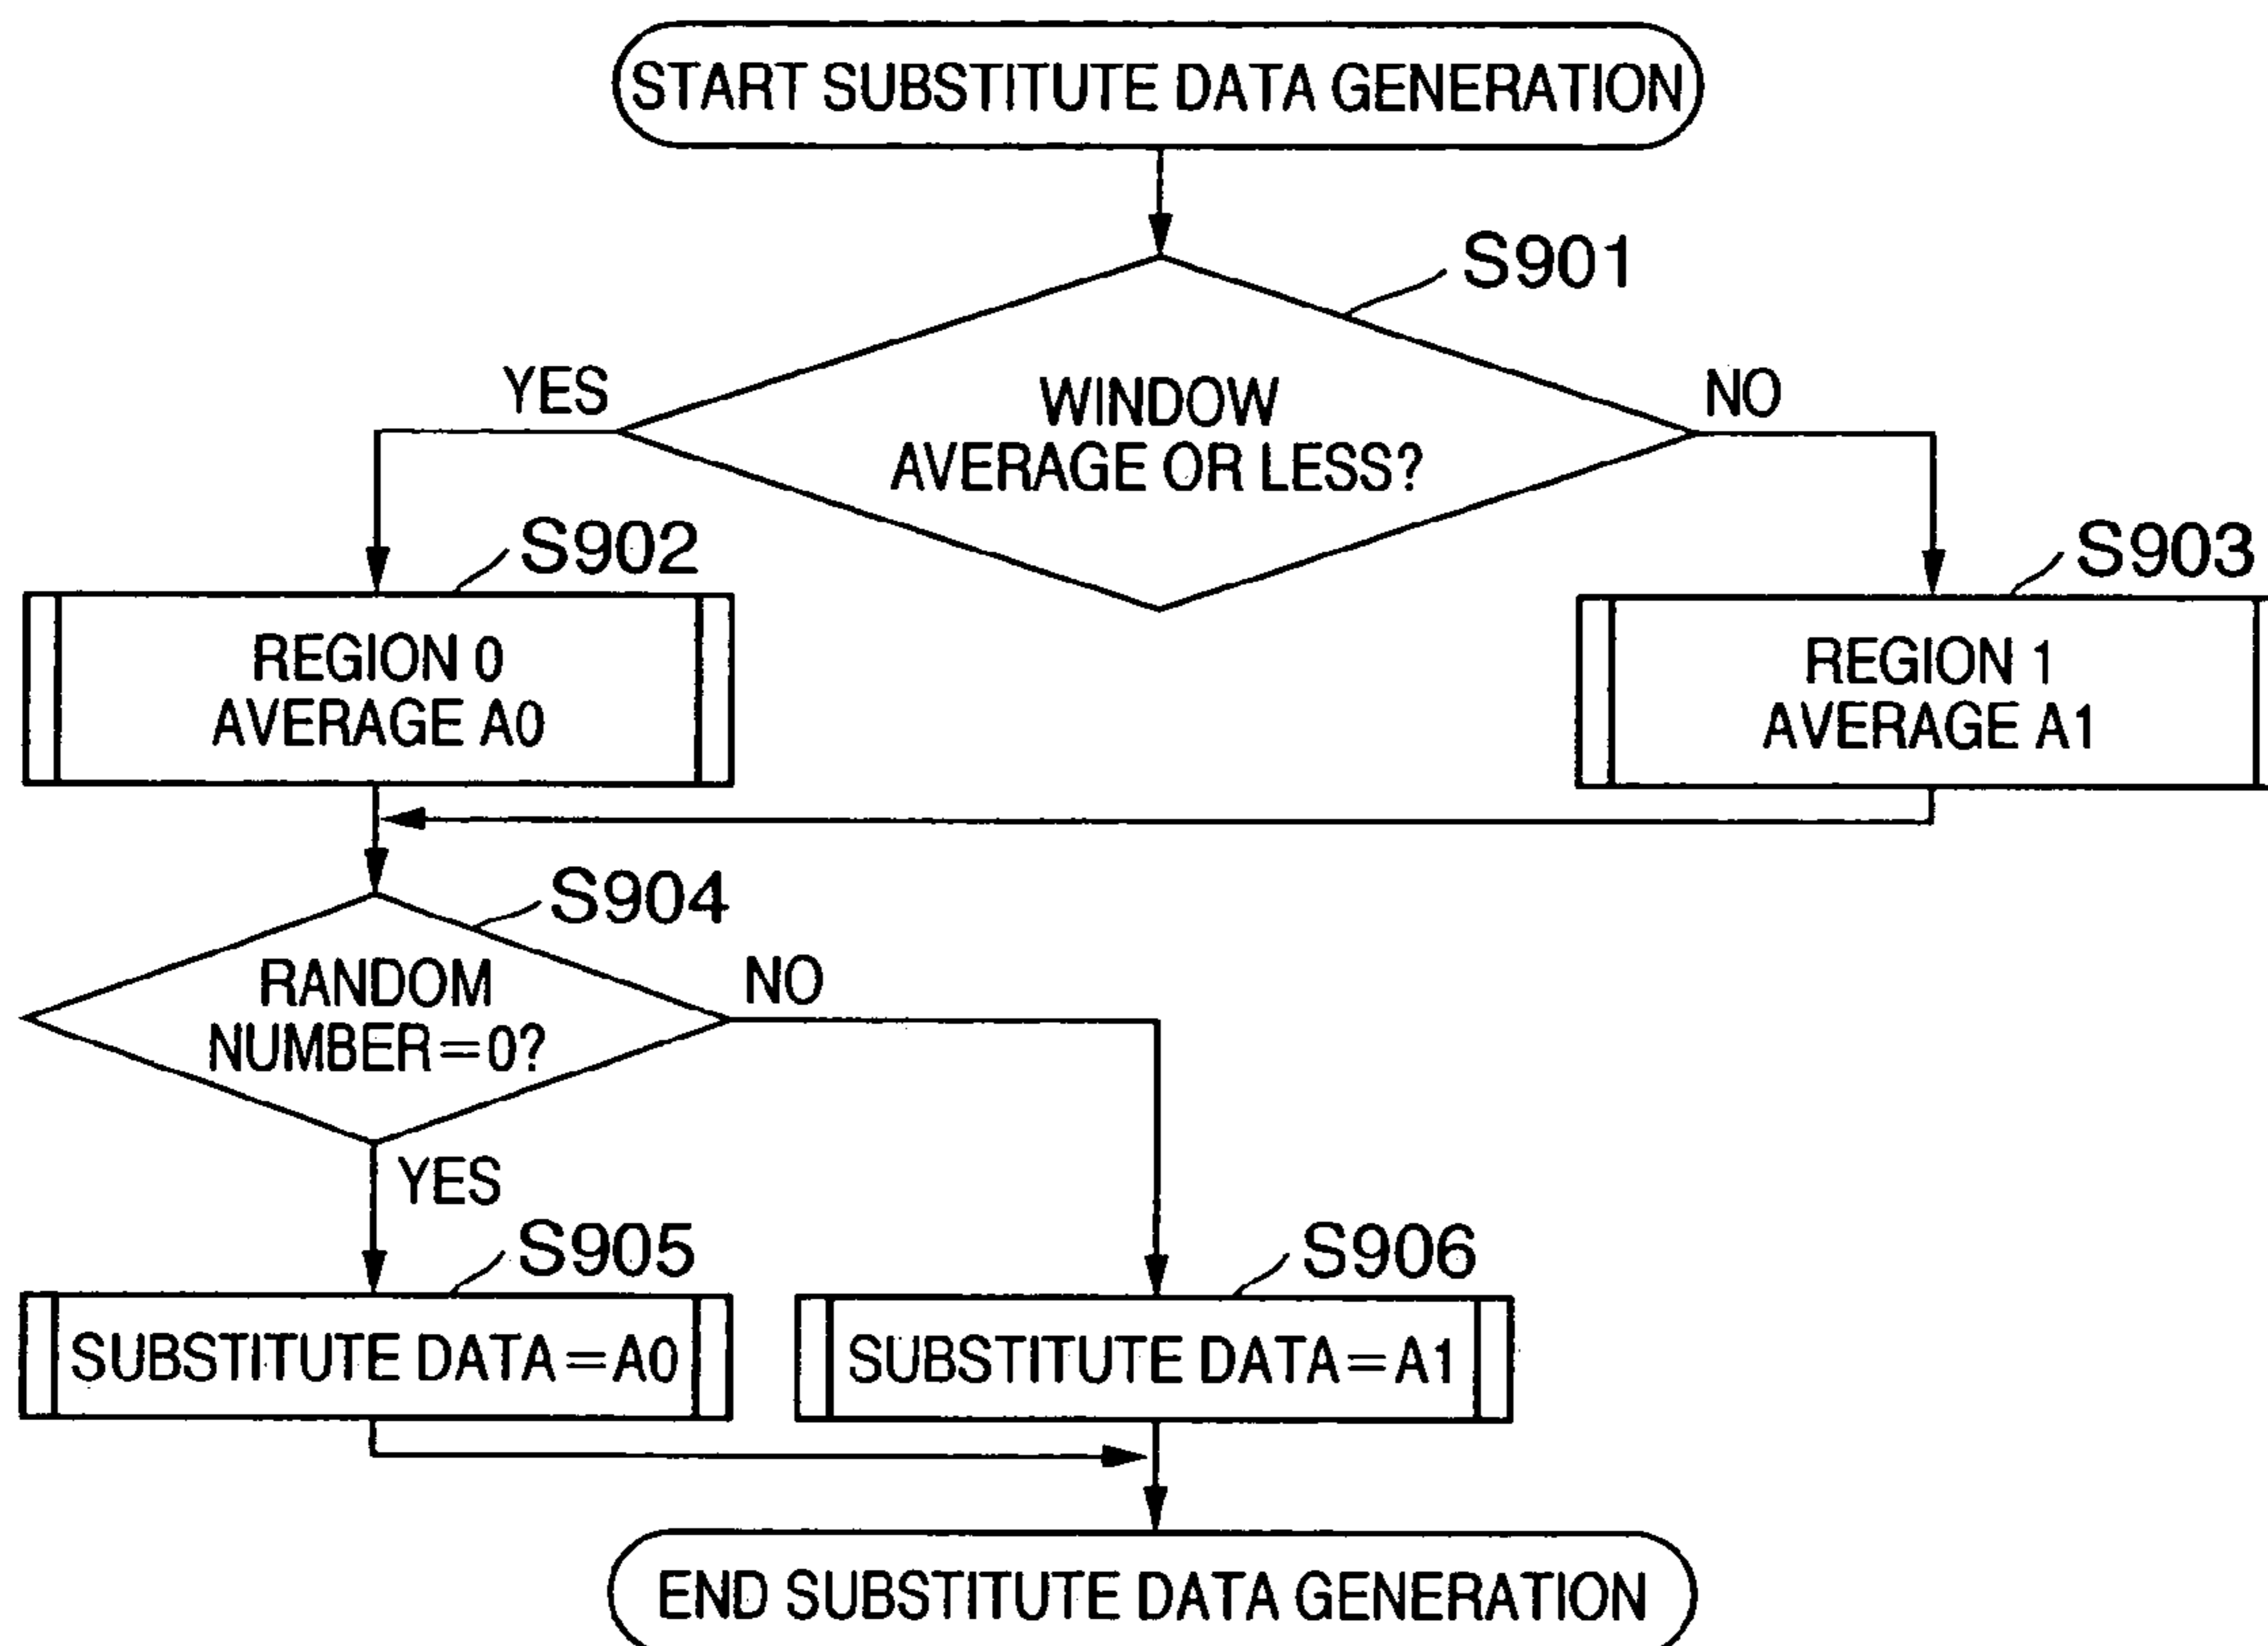 START SUBSTITUTE DATA GENERATION
S901
YES
WINDOW
AVERAGE OR LESS?
NO
S902
REGION 0
AVERAGE A0
S903
REGION 1
AVERAGE A1
S904
RANDOM
NUMBER=0?
NO
YES
S905
SUBSTITUTE DATA=A0
S906
SUBSTITUTE DATA=A1
END SUBSTITUTE DATA GENERATION